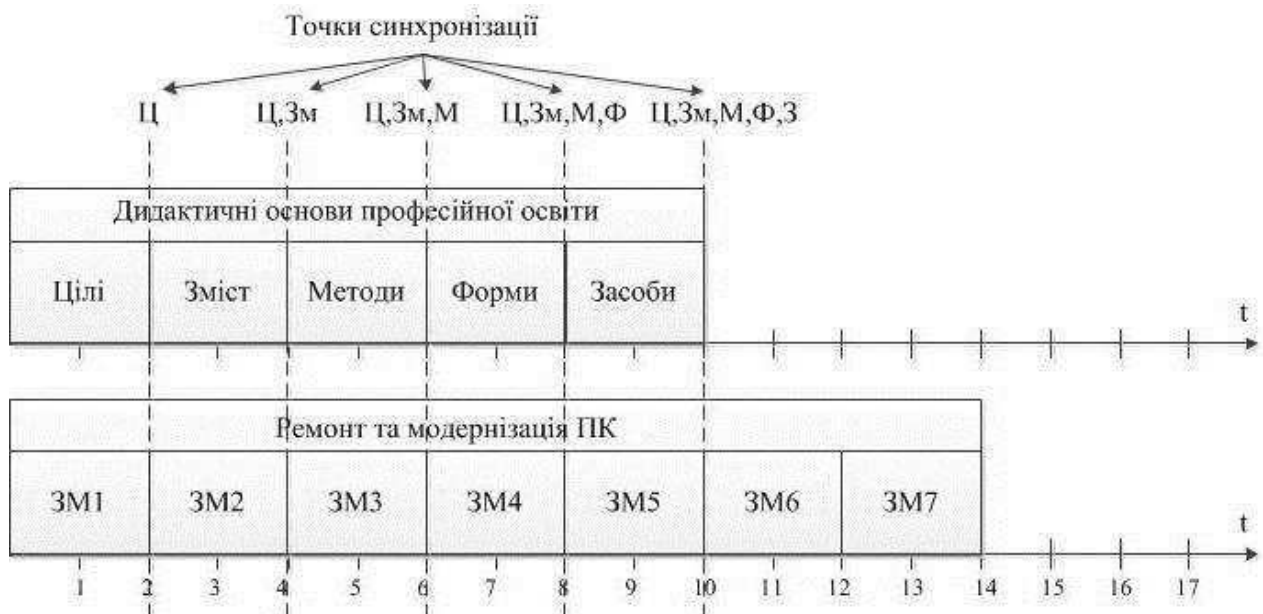 Точки синхронізації
Ц Ц,Зм Ц,Зм,М Ц,Зм,М,Ф Ц,Зм,М,Ф,З
Дидактичні основи професійної освіти
Цілі Зміст Методи Форми Засоби
t
Ремонт та модернізація ПК
ЗМ1 ЗМ2 ЗМ3 ЗМ4 ЗМ5 ЗМ6 ЗМ7
t
1 2 3 4 5 6 7 8 9 10 11 12 13 14 15 16 17